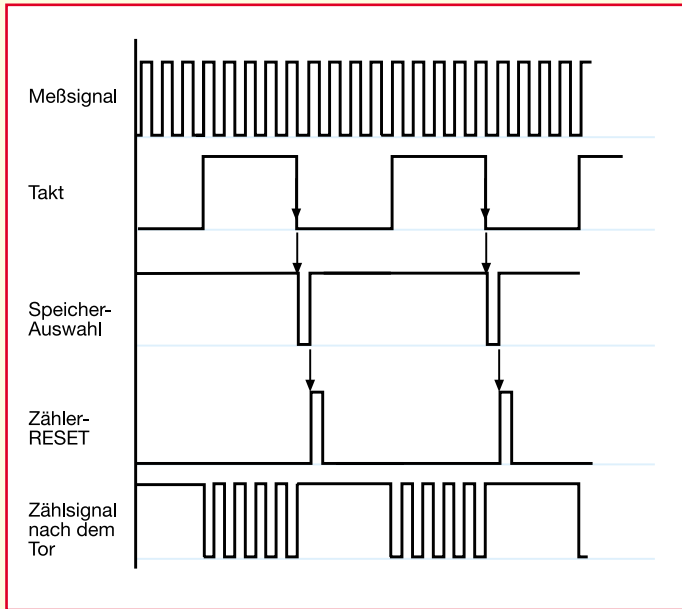 Meßsignal
Takt
Speicher-
Auswahl
Zähler-
RESET
Zählsignal
nach dem
Tor